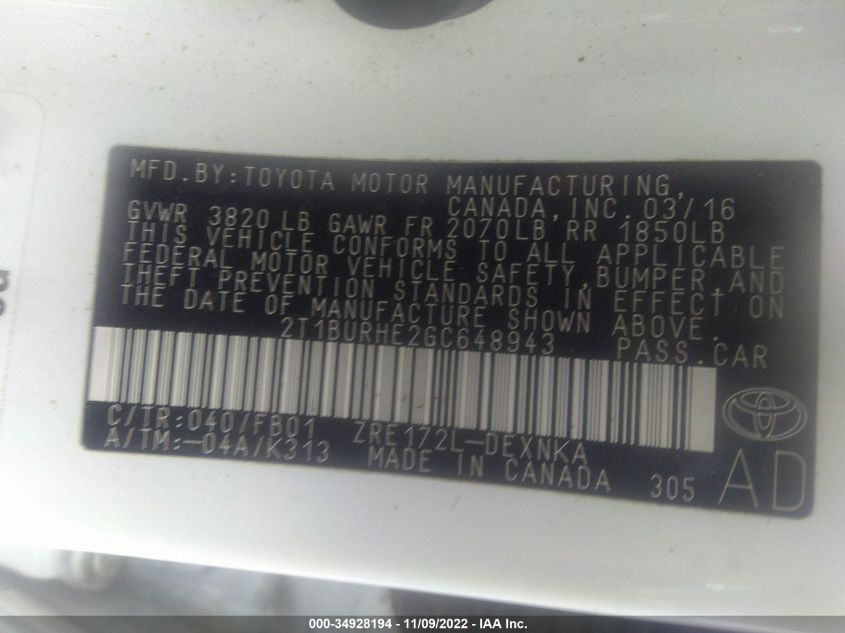 MFD.BY:TOYOTA MOTOR MANUFACTURING,
CANADA,INC. 03/16
GVWR 3820 LB GAWR FR 2070LB RR 1850LB
THIS VEHICLE CONFORMS TO ALL APPLICABLE
FEDERAL MOTOR VEHICLE SAFETY,BUMPER,AND
THEFT PREVENTION STANDARDS IN EFFECT ON
THE DATE OF MANUFACTURE SHOWN ABOVE.
2T1BURHE2GC648943 PASS.CAR
C/TR:040/FB01 ZRE172L-DEXNKA
A/TM:-04A/K313 MADE IN CANADA 305
AD
000-34928194 - 11/09/2022 - IAA Inc.